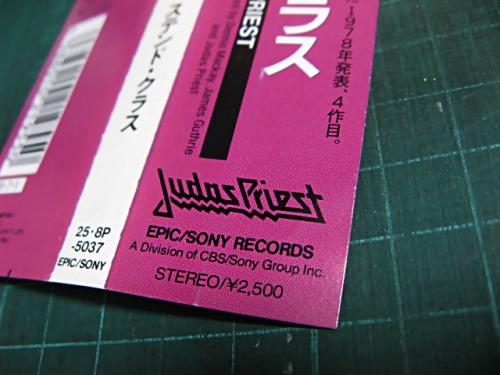 ラス
RIEST
by Dennis Mackay, James Guthrie
and Judas Priest
1978年発表、4作目。
ステンド・クラス
Judas Priest
EPIC/SONY RECORDS
A Division of CBS/Sony Group Inc.
STEREO/¥2,500
25・8P
-5037
EPIC/SONY